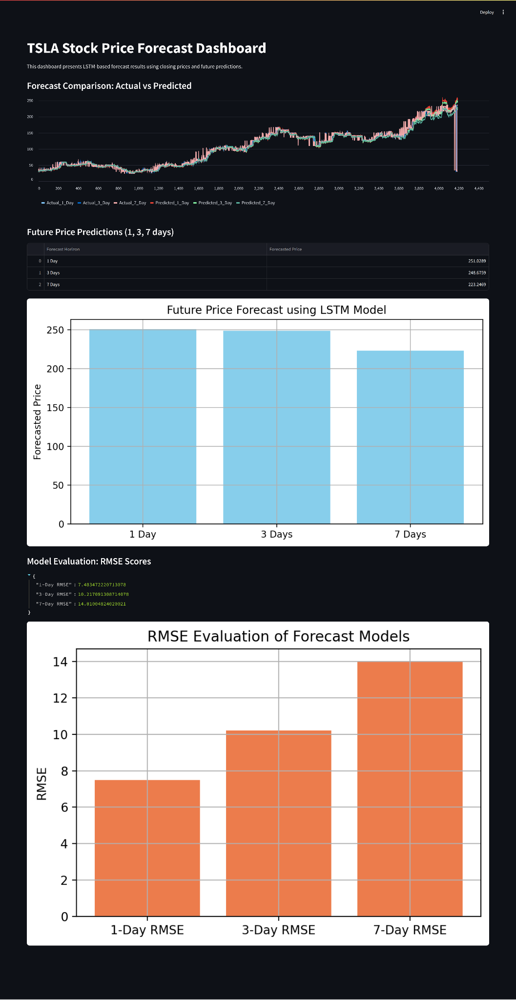 Deploy
TSLA Stock Price Forecast Dashboard
This dashboard presents LSTM-based forecast results using closing prices and future predictions.
Forecast Comparison: Actual vs Predicted
250
200
150
100
50
0
0 200 400 600 800 1,000 1,200 1,400 1,600 1,800 2,000 2,200 2,400 2,600 2,800 3,000 3,200 3,400 3,600 3,800 4,000 4,200 4,400
Actual_1_Day Actual_3_Day Actual_7_Day Predicted_1_Day Predicted_3_Day Predicted_7_Day
Future Price Predictions (1, 3, 7 days)
Forecast Horizon Forecasted Price
0 1 Day 251.0289
1 3 Days 248.6759
2 7 Days 223.2469
Future Price Forecast using LSTM Model
250
200
150
100
50
0
Forecasted Price
1 Day 3 Days 7 Days
Model Evaluation: RMSE Scores
{
"1-Day RMSE" : 7.483472220713078
"3-Day RMSE" : 10.217091308714078
"7-Day RMSE" : 14.01004824020021
}
RMSE Evaluation of Forecast Models
14
12
10
8
6
4
2
0
RMSE
1-Day RMSE 3-Day RMSE 7-Day RMSE